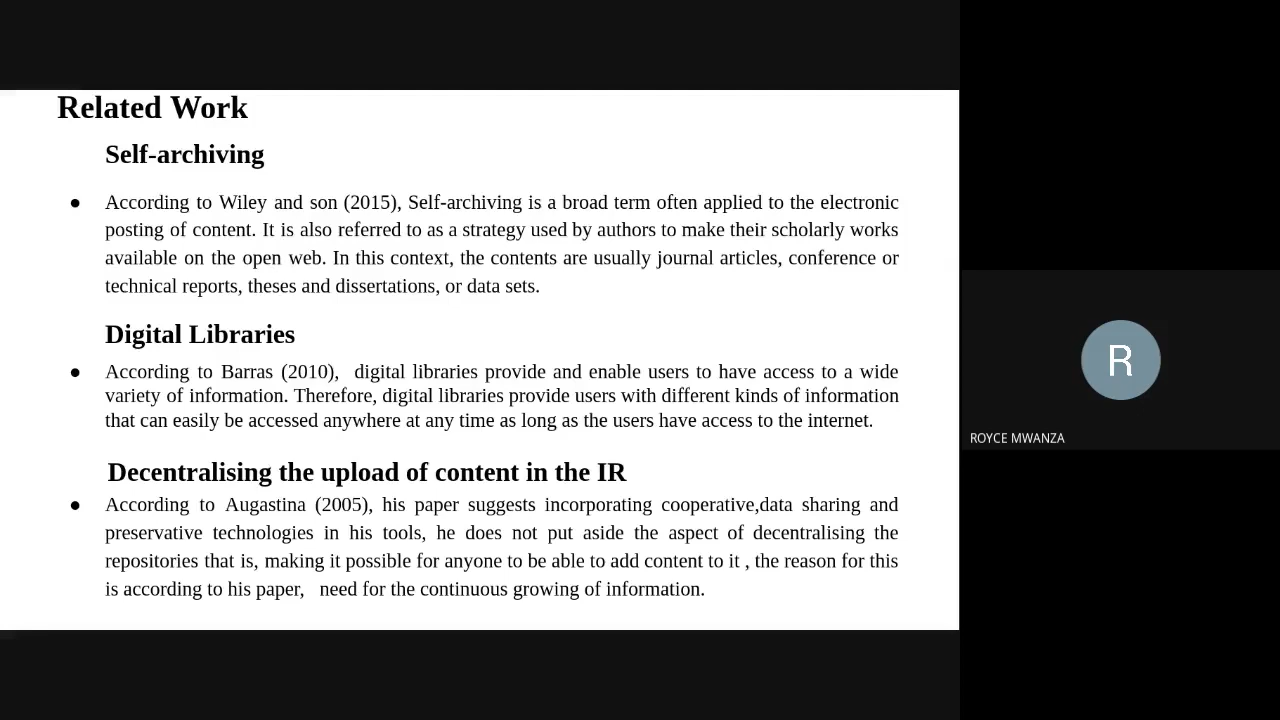 Related Work
Self-archiving
● According to Wiley and son (2015), Self-archiving is a broad term often applied to the electronic
posting of content. It is also referred to as a strategy used by authors to make their scholarly works
available on the open web. In this context, the contents are usually journal articles, conference or
technical reports, theses and dissertations, or data sets.
Digital Libraries
● According to Barras (2010), digital libraries provide and enable users to have access to a wide
variety of information. Therefore, digital libraries provide users with different kinds of information
that can easily be accessed anywhere at any time as long as the users have access to the internet.
Decentralising the upload of content in the IR
● According to Augastina (2005), his paper suggests incorporating cooperative,data sharing and
preservative technologies in his tools, he does not put aside the aspect of decentralising the
repositories that is, making it possible for anyone to be able to add content to it , the reason for this
is according to his paper, need for the continuous growing of information.
R
ROYCE MWANZA